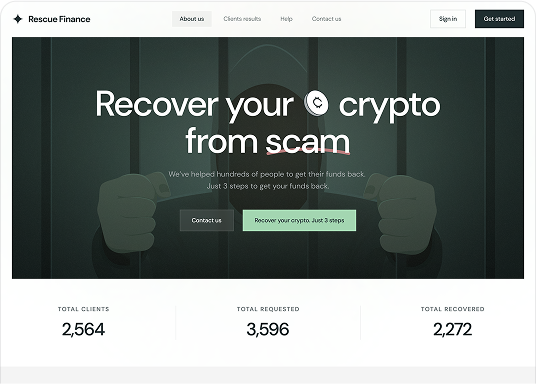 Rescue Finance
About us
Clients results
Help
Contact us
Sign in
Get started
Recover your crypto
from scam
We've helped hundreds of people to get their funds back.
Just 3 steps to get your funds back.
Contact us
Recover your crypto. Just 3 steps
TOTAL CLIENTS
TOTAL REQUESTED
TOTAL RECOVERED
2,564
3,596
2,272